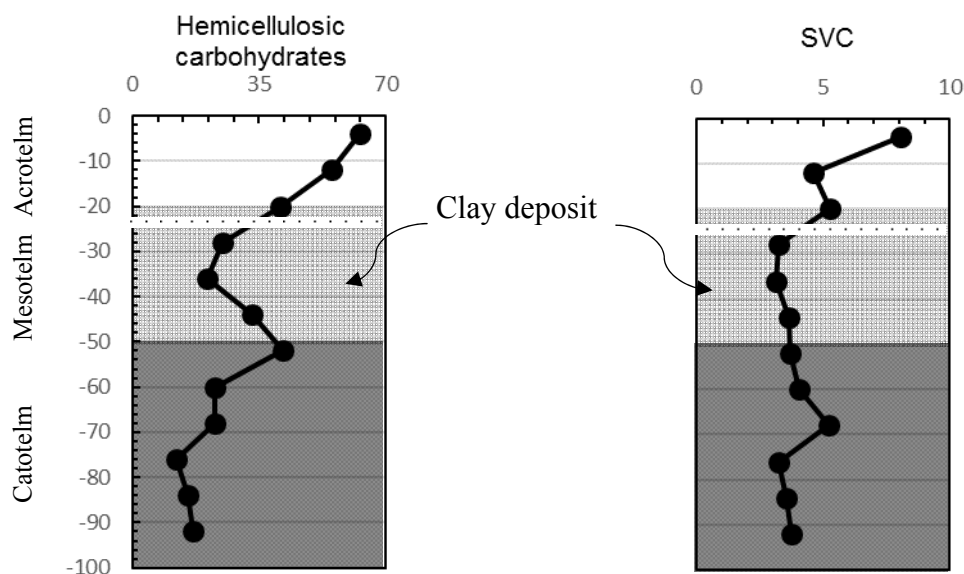 Hemicellulosic
carbohydrates
0 35 70
0
-10
-20
-30
-40
-50
-60
-70
-80
-90
-100
Acrotelm
Mesotelm
Catotelm
Clay deposit
SVC
0 5 10